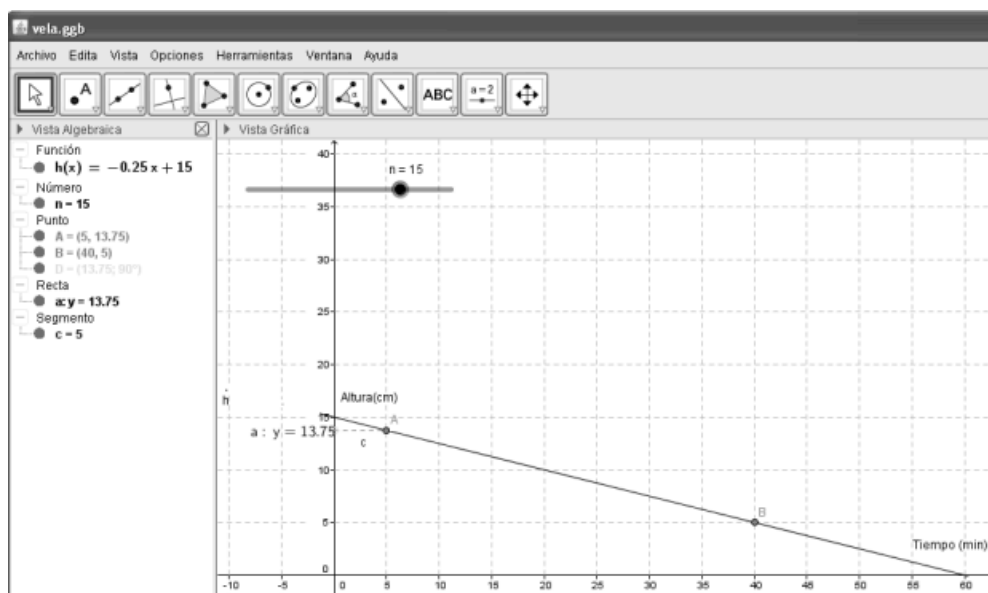 vela.ggb
Archivo Edita Vista Opciones Herramientas Ventana Ayuda
A ABC a=2
Vista Algebraica Vista Gráfica
Función
h(x) = −0.25 x + 15
Número
n = 15
Punto
A = (5, 13.75)
B = (40, 5)
D = (13.75; 90°)
Recta
a: y = 13.75
Segmento
c = 5
n = 15
40
35
30
25
20
15
10
5
0
h
Altura(cm)
a : y = 13.75
A
c
B
Tiempo (min)
-10 -5 0 5 10 15 20 25 30 35 40 45 50 55 60